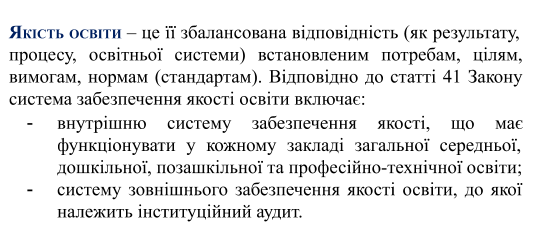 ЯКІСТЬ ОСВІТИ – це її збалансована відповідність (як результату,
процесу, освітньої системи) встановленим потребам, цілям,
вимогам, нормам (стандартам). Відповідно до статті 41 Закону
система забезпечення якості освіти включає:
- внутрішню систему забезпечення якості, що має
функціонувати у кожному закладі загальної середньої,
дошкільної, позашкільної та професійно-технічної освіти;
- систему зовнішнього забезпечення якості освіти, до якої
належить інституційний аудит.